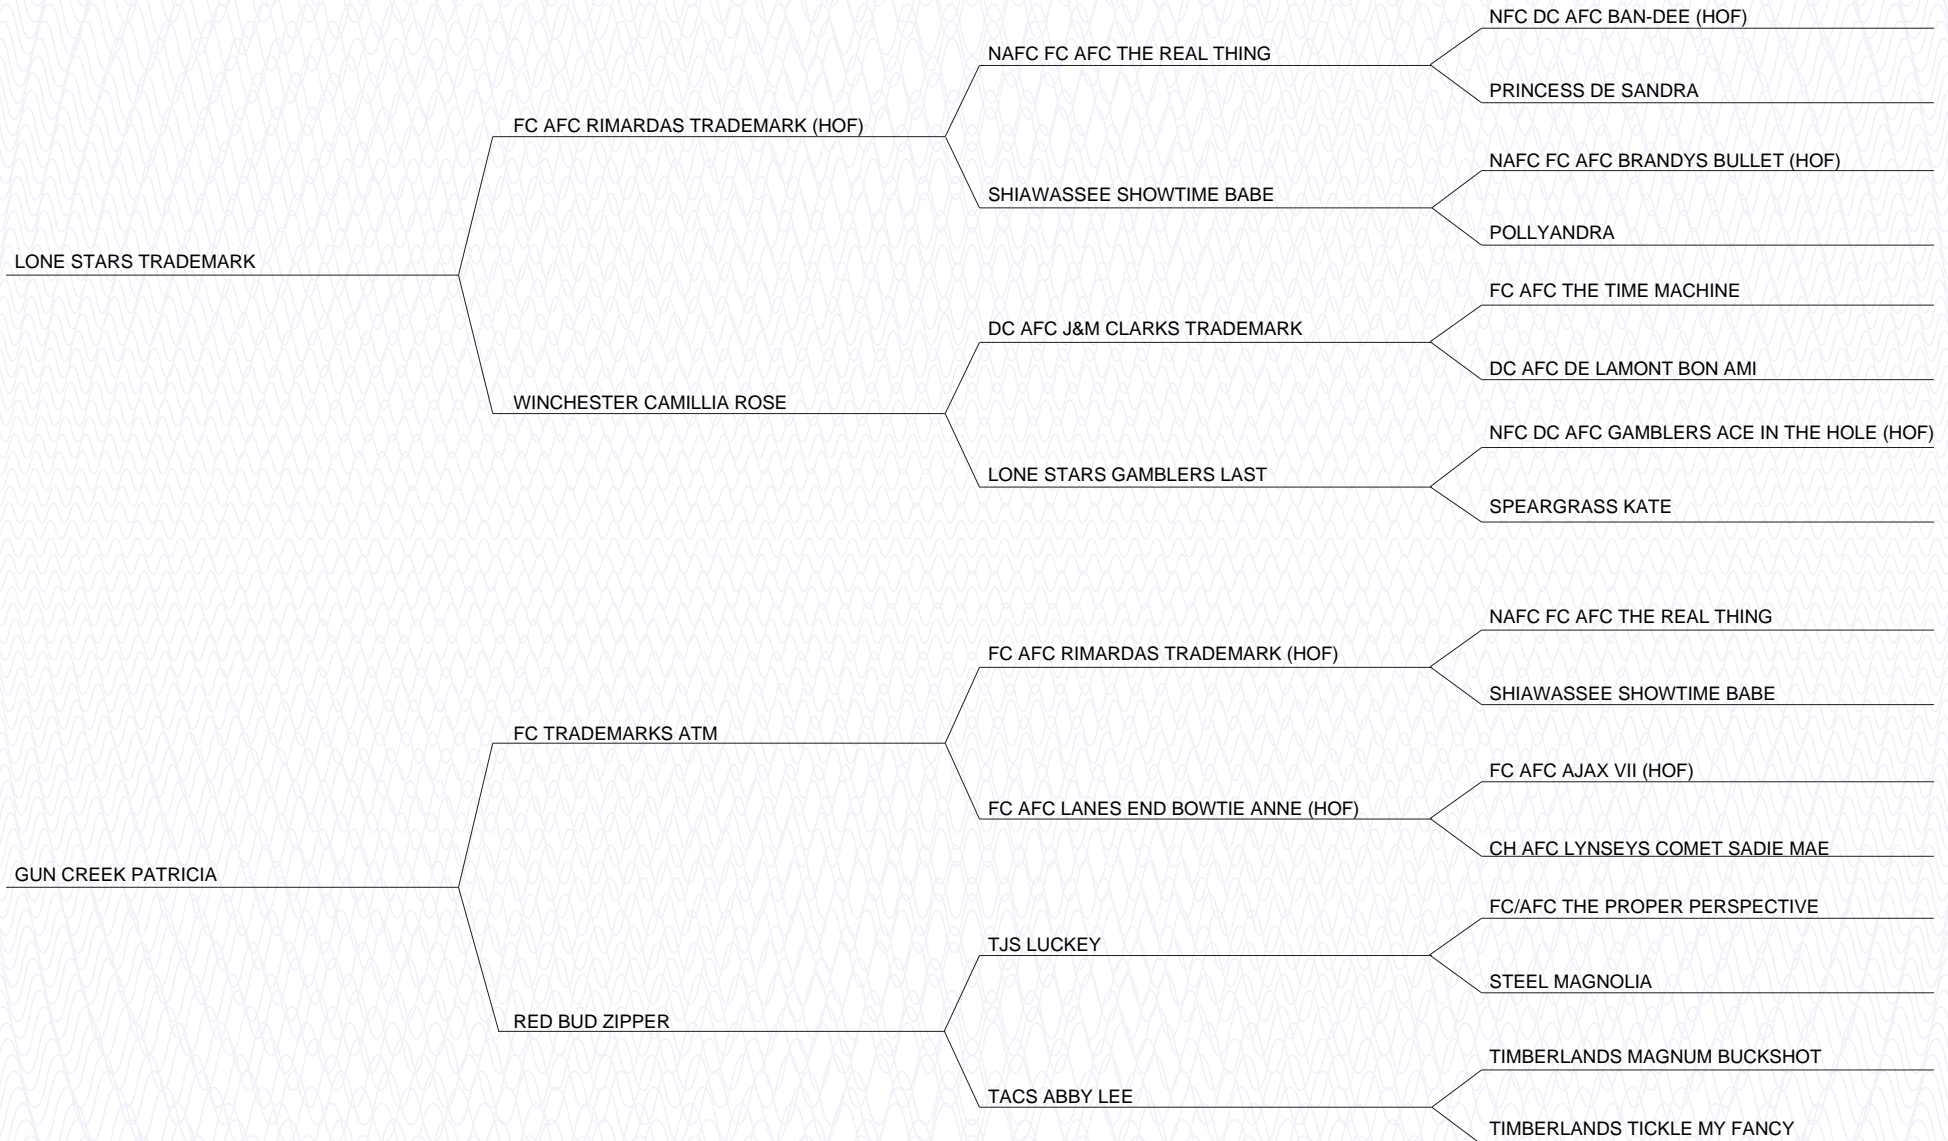 NFC DC AFC BAN-DEE (HOF)
NAFC FC AFC THE REAL THING
PRINCESS DE SANDRA
FC AFC RIMARDAS TRADEMARK (HOF)
NAFC FC AFC BRANDYS BULLET (HOF)
SHIAWASSEE SHOWTIME BABE
POLLYANDRA
LONE STARS TRADEMARK
FC AFC THE TIME MACHINE
DC AFC J&M CLARKS TRADEMARK
DC AFC DE LAMONT BON AMI
WINCHESTER CAMILLIA ROSE
NFC DC AFC GAMBLERS ACE IN THE HOLE (HOF)
LONE STARS GAMBLERS LAST
SPEARGRASS KATE
NAFC FC AFC THE REAL THING
FC AFC RIMARDAS TRADEMARK (HOF)
SHIAWASSEE SHOWTIME BABE
FC TRADEMARKS ATM
FC AFC AJAX VII (HOF)
FC AFC LANES END BOWTIE ANNE (HOF)
CH AFC LYNSEYS COMET SADIE MAE
GUN CREEK PATRICIA
FC/AFC THE PROPER PERSPECTIVE
TJS LUCKEY
STEEL MAGNOLIA
RED BUD ZIPPER
TIMBERLANDS MAGNUM BUCKSHOT
TACS ABBY LEE
TIMBERLANDS TICKLE MY FANCY